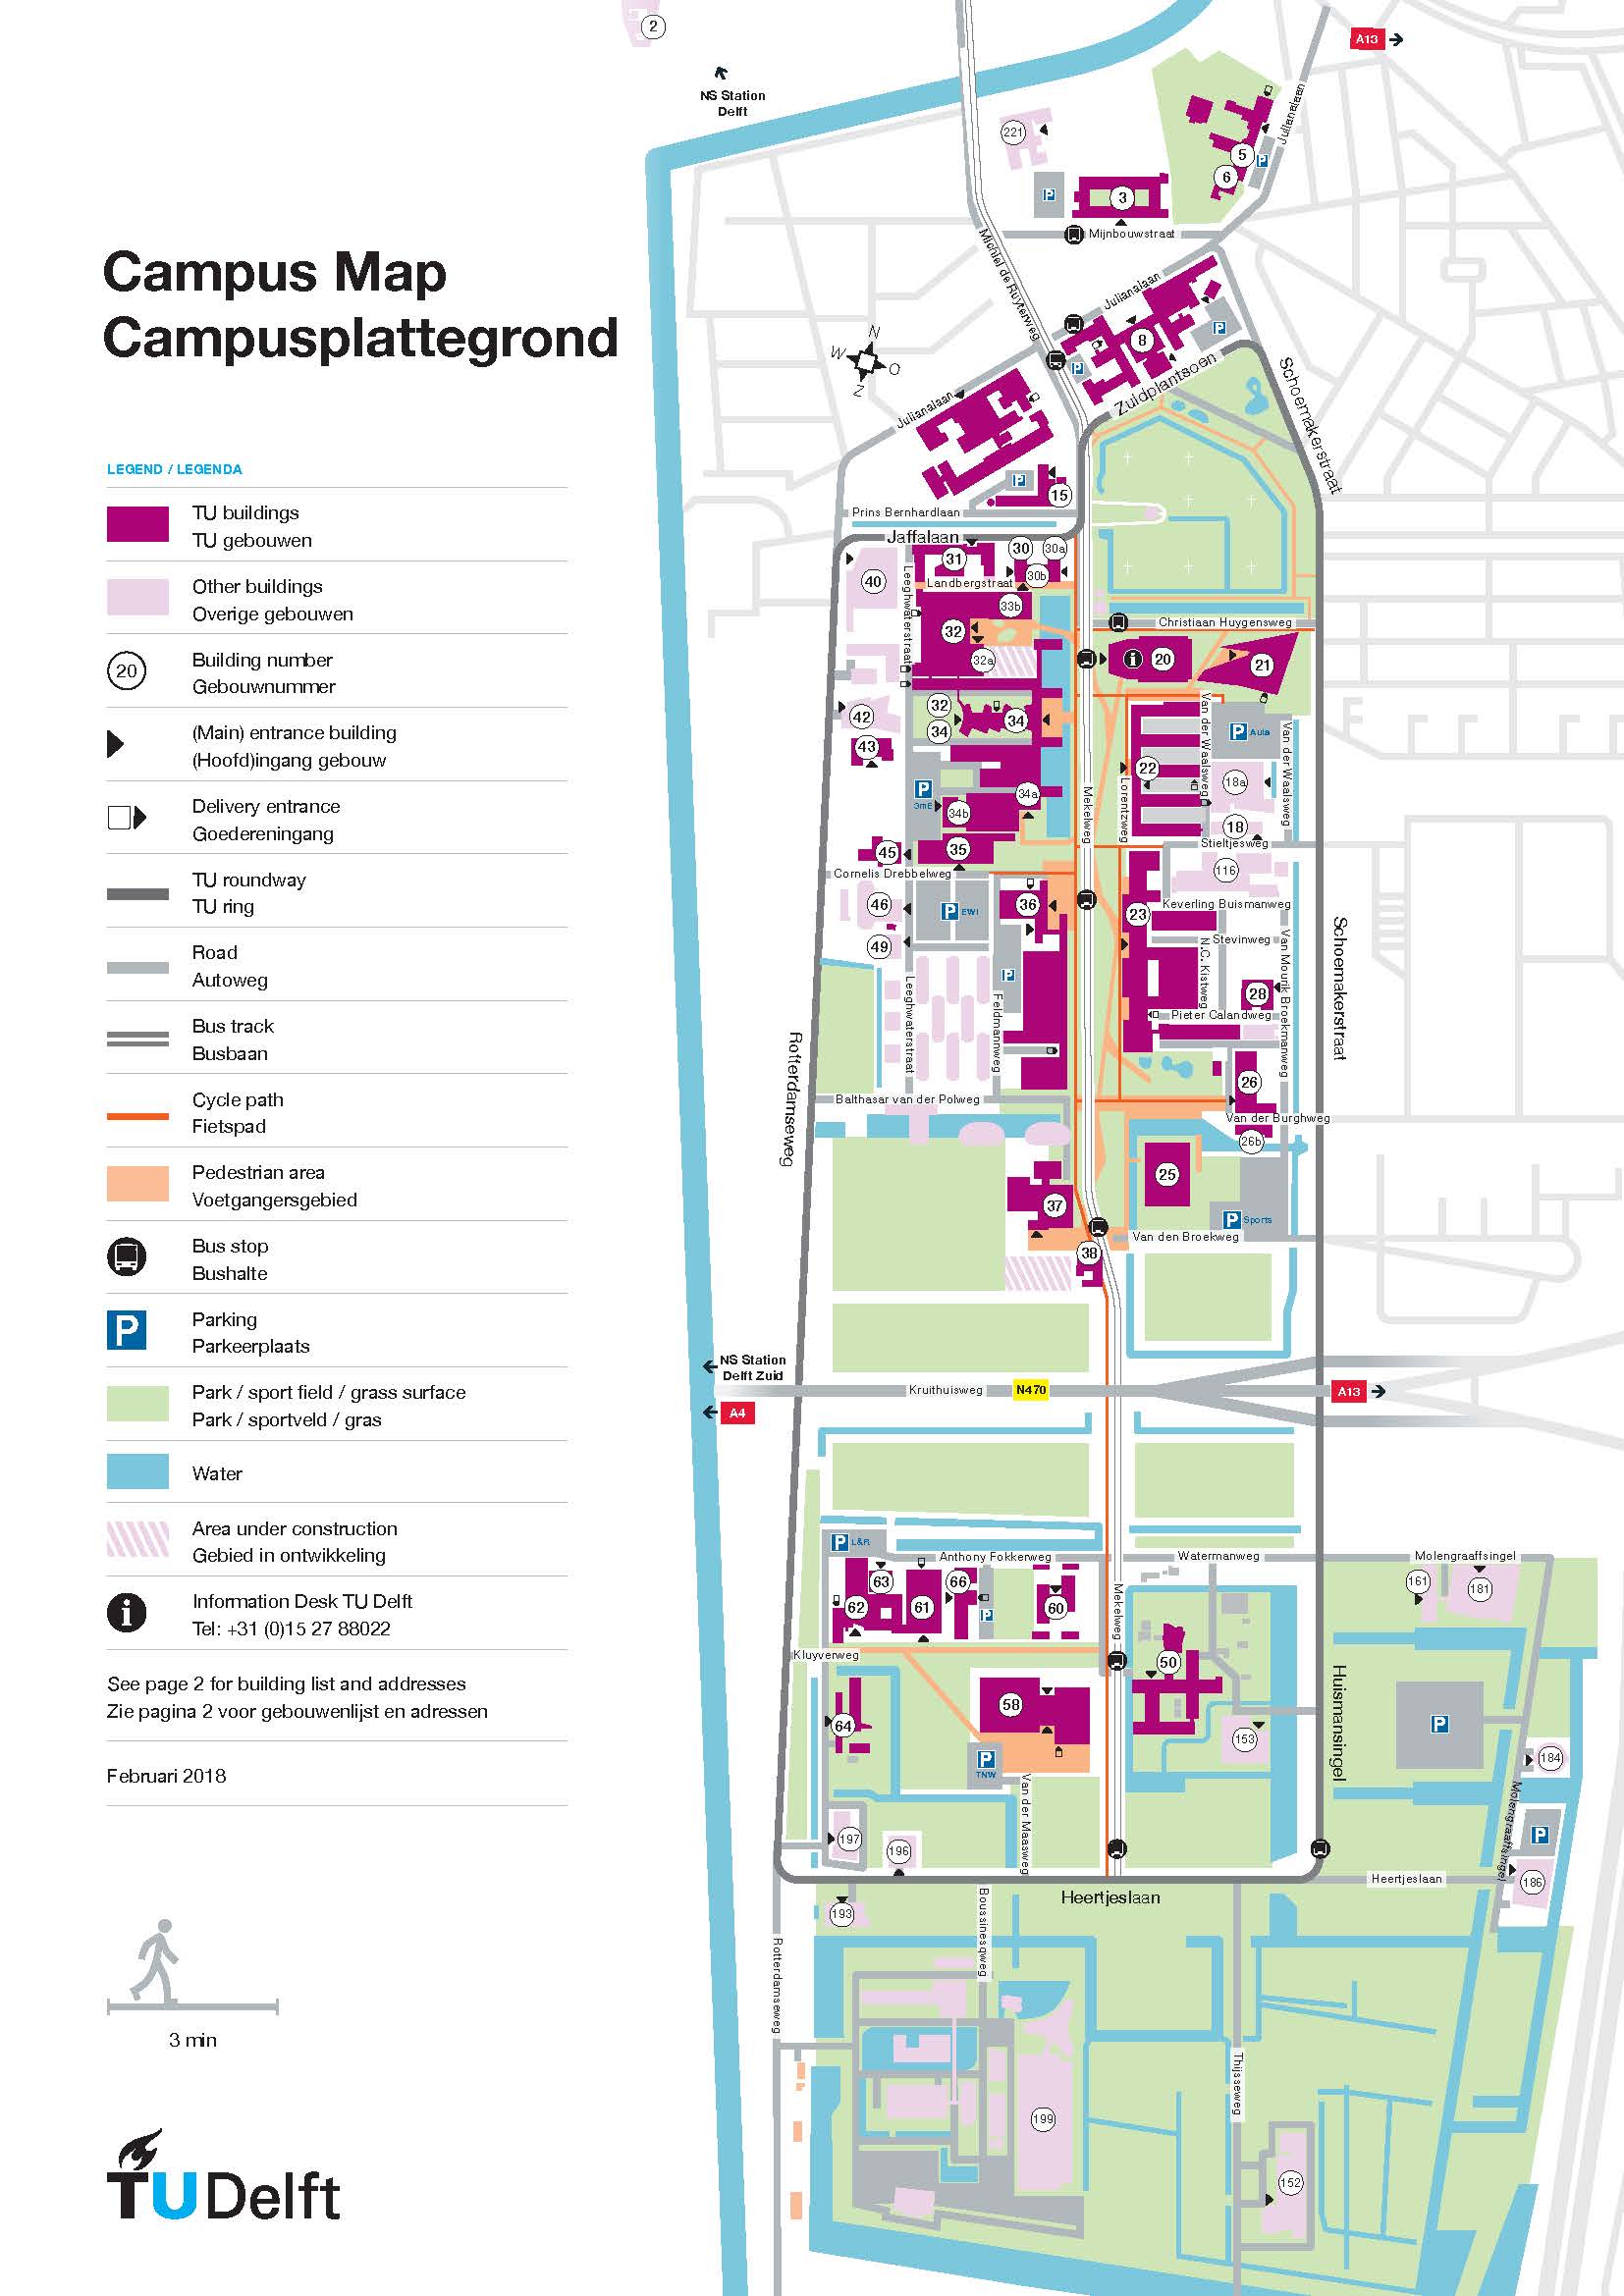 2
NS Station
Delft
A13
Julianalaan
221
5
6
P
P
3
Mijnbouwstraat
Campus Map
Campusplattegrond
Michiel de Ruyterweg
Julianalaan
8
P
P
Zuidplantsoen
N
W
O
Z
Schoemakerstraat
Julianalaan
LEGEND / LEGENDA
TU buildings
TU gebouwen
Other buildings
Overige gebouwen
20
Building number
Gebouwnummer
(Main) entrance building
(Hoofd)ingang gebouw
Delivery entrance
Goedereningang
TU roundway
TU ring
Road
Autoweg
Bus track
Busbaan
Cycle path
Fietspad
Pedestrian area
Voetgangersgebied
Bus stop
Bushalte
P
Parking
Parkeerplaats
Park / sport field / grass surface
Park / sportveld / gras
Water
Area under construction
Gebied in ontwikkeling
i
Information Desk TU Delft
Tel: +31 (0)15 27 88022
See page 2 for building list and addresses
Zie pagina 2 voor gebouwenlijst en adressen
Februari 2018
3 min
TUDelft
P
15
Prins Bernhardlaan
Jaffalaan
31
30
30a
40
30b
Landbergstraat
Leeghwaterstraat
33b
32
32a
Christiaan Huygensweg
i
20
21
42
32
34
34
43
P
Aula
Van der Waalsweg
Van der Waalsweg
22
18a
P
3mE
34a
34b
Mekelweg
Lorentzweg
18
45
35
Stieltjesweg
Cornelis Drebbelweg
116
46
P
EWI
36
23
Keverling Buismanweg
49
Stevinweg
P
N.C. Kistweg
28
Van Mourik Broekmanweg
Schoemakerstraat
Leeghwaterstraat
Feldmannweg
Pieter Calandweg
Rotterdamseweg
26
Balthasar van der Polweg
Van der Burghweg
26b
25
37
P
Sports
Van den Broekweg
38
NS Station
Delft Zuid
Kruithuisweg
N470
A13
A4
P
L&R
Anthony Fokkerweg
Watermanweg
Molengraaffsingel
63
66
161
181
62
61
60
P
Mekelweg
Kluyverweg
50
Huismansingel
58
64
P
153
184
P
TNW
Van der Maasweg
Molengraaffsingel
P
197
196
186
Heertjeslaan
Heertjeslaan
193
Boussinesqweg
Rotterdamseweg
Thijsseweg
199
152